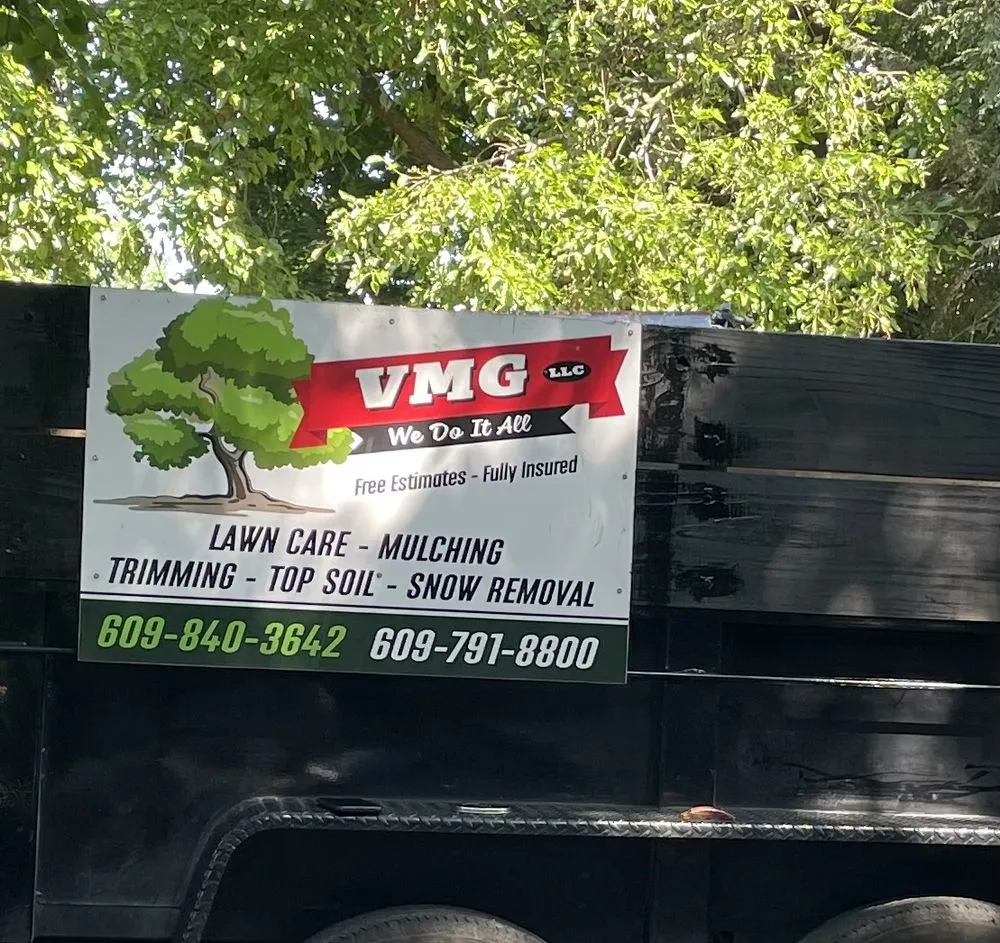 VMG LLC
We Do It All
Free Estimates - Fully Insured
LAWN CARE - MULCHING
TRIMMING - TOP SOIL - SNOW REMOVAL
609-840-3642 609-791-8800